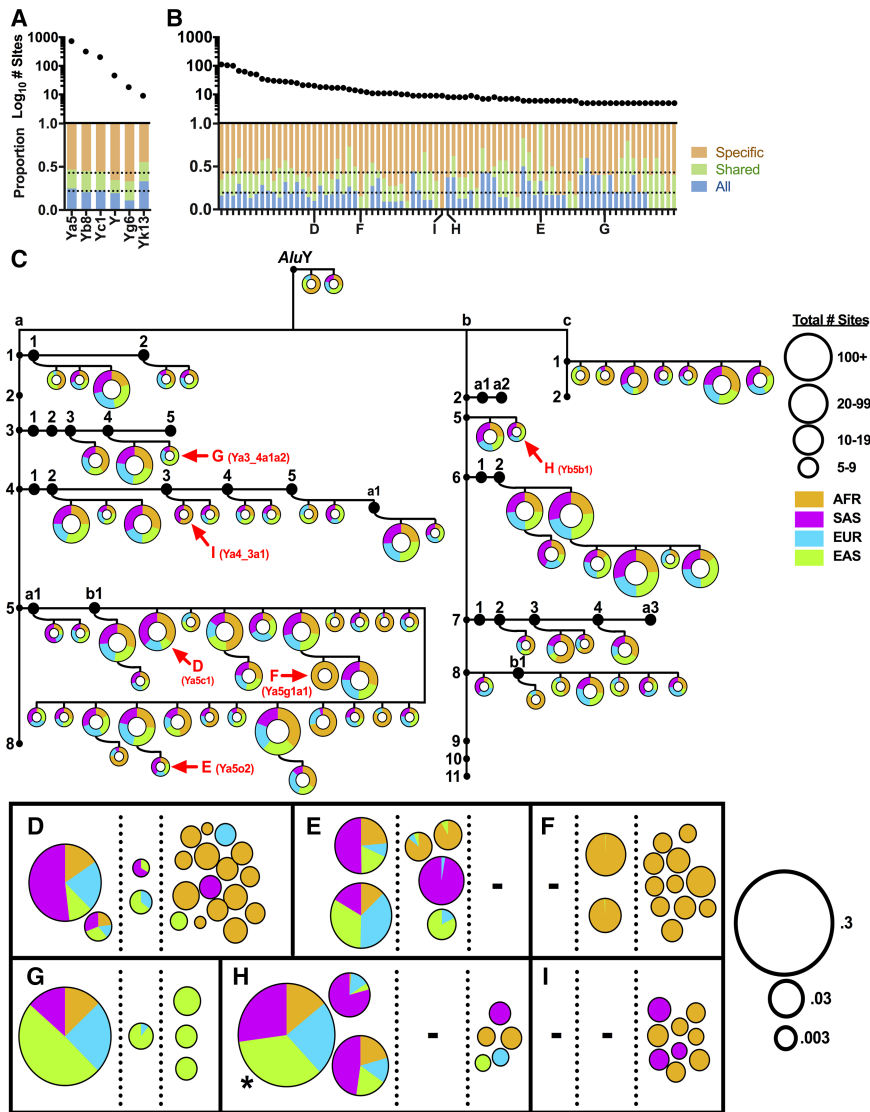 A
B
Log10 # Sites
1000
100
10
1000
100
10
Proportion
1.0
0.5
0.0
1.0
0.5
0.0
Specific
Shared
All
Ya5
Yb8
Yc1
Y
Yg6
Yk13
D
F
I
H
E
G
C
AluY
a
b
c
1
1
2
2
3
1
2
3
4
5
G (Ya3_4a1a2)
4
1
2
3
4
5
a1
I (Ya4_3a1)
5
a1
b1
D
(Ya5c1)
F
(Ya5g1a1)
8
E (Ya5o2)
2
a1
a2
5
H (Yb5b1)
6
1
2
7
1
2
3
4
a3
8
b1
9
10
11
1
2
Total # Sites
100+
20-99
10-19
5-9
AFR
SAS
EUR
EAS
D
E
-
F
-
G
H
*
-
I
-
-
.3
.03
.003